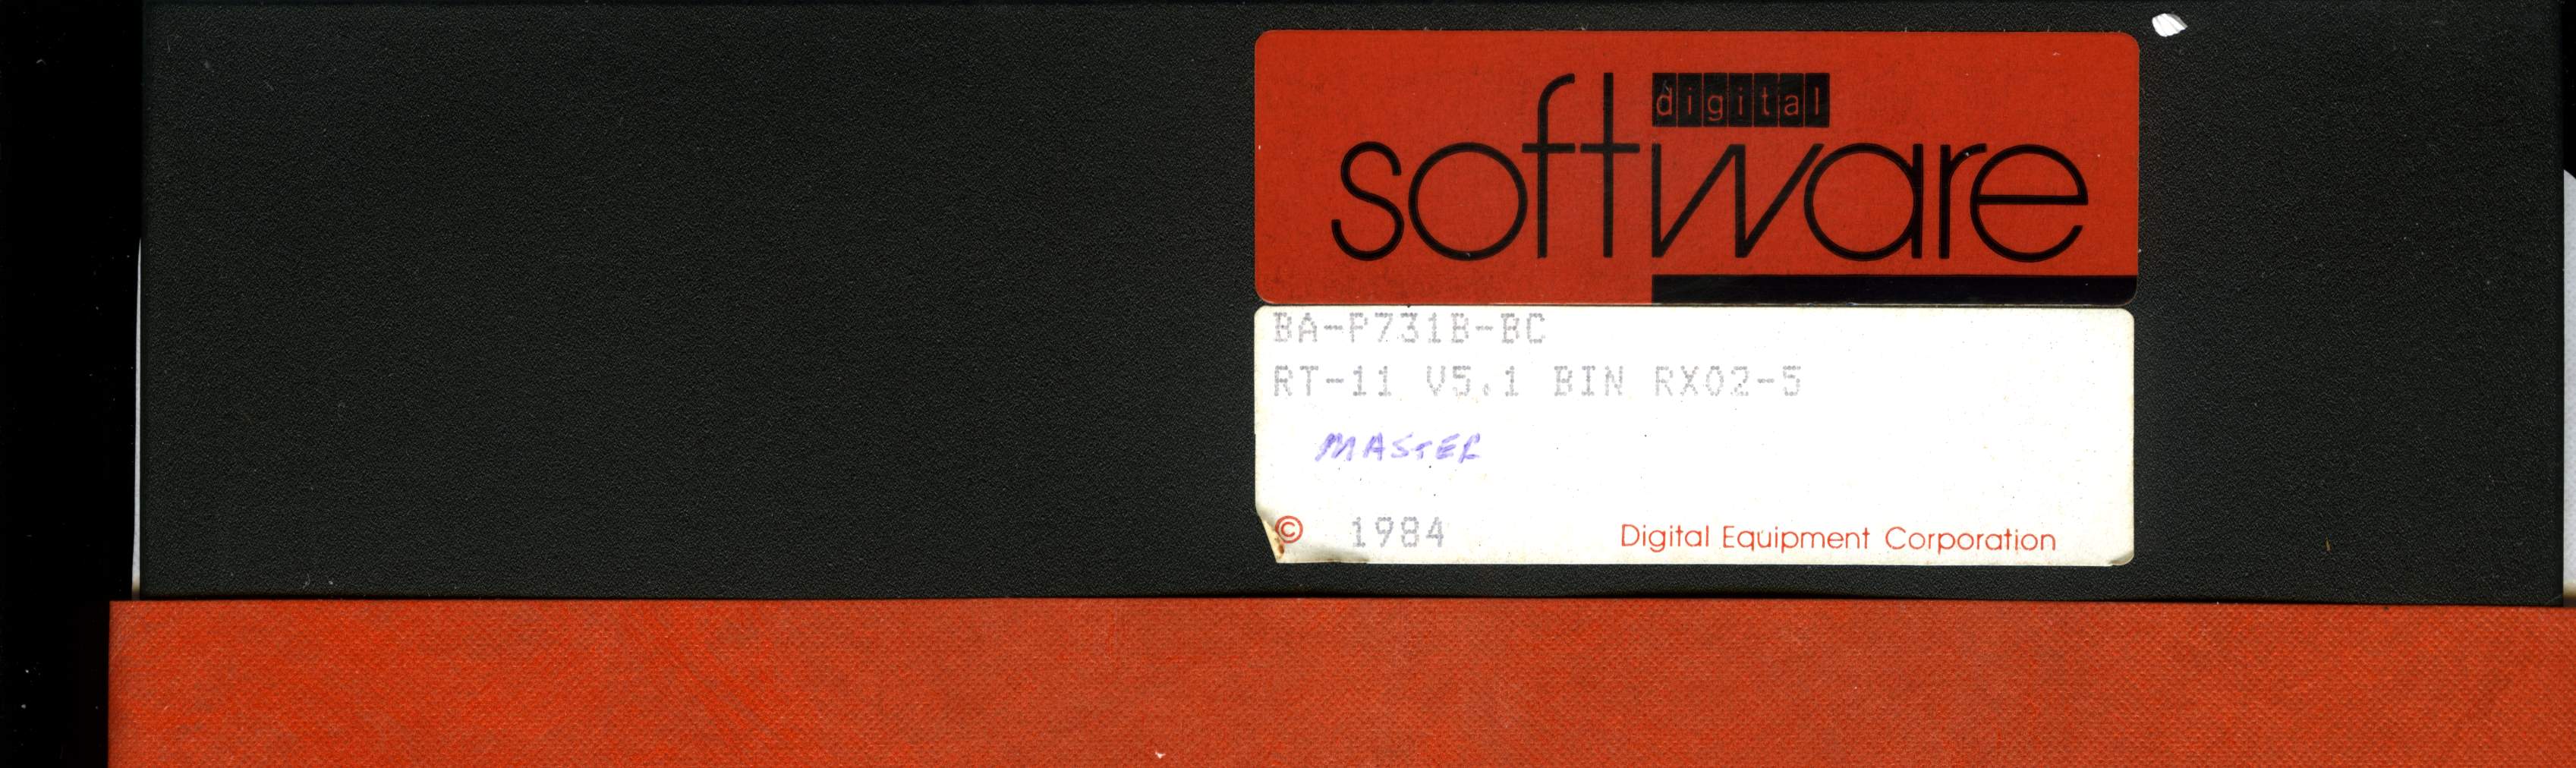 digital
software
BA-P731B-BC
RT-11 V5.1 BIN RX02-5
MASTER
© 1984 Digital Equipment Corporation